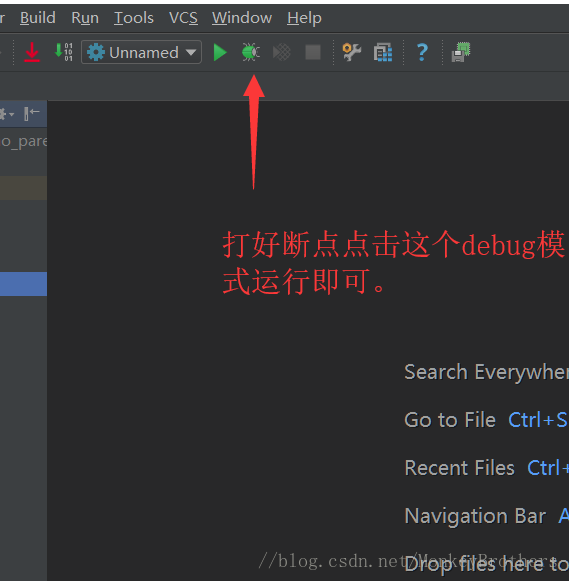 r Build Run Tools VCS Window Help
Unnamed
o_pare
打好断点点击这个debug模
式运行即可。
Search Everywher
Go to File Ctrl+S
Recent Files Ctrl+
Navigation Bar A
Drop files here to
//blog.csdn.net/MonkeyBrothers